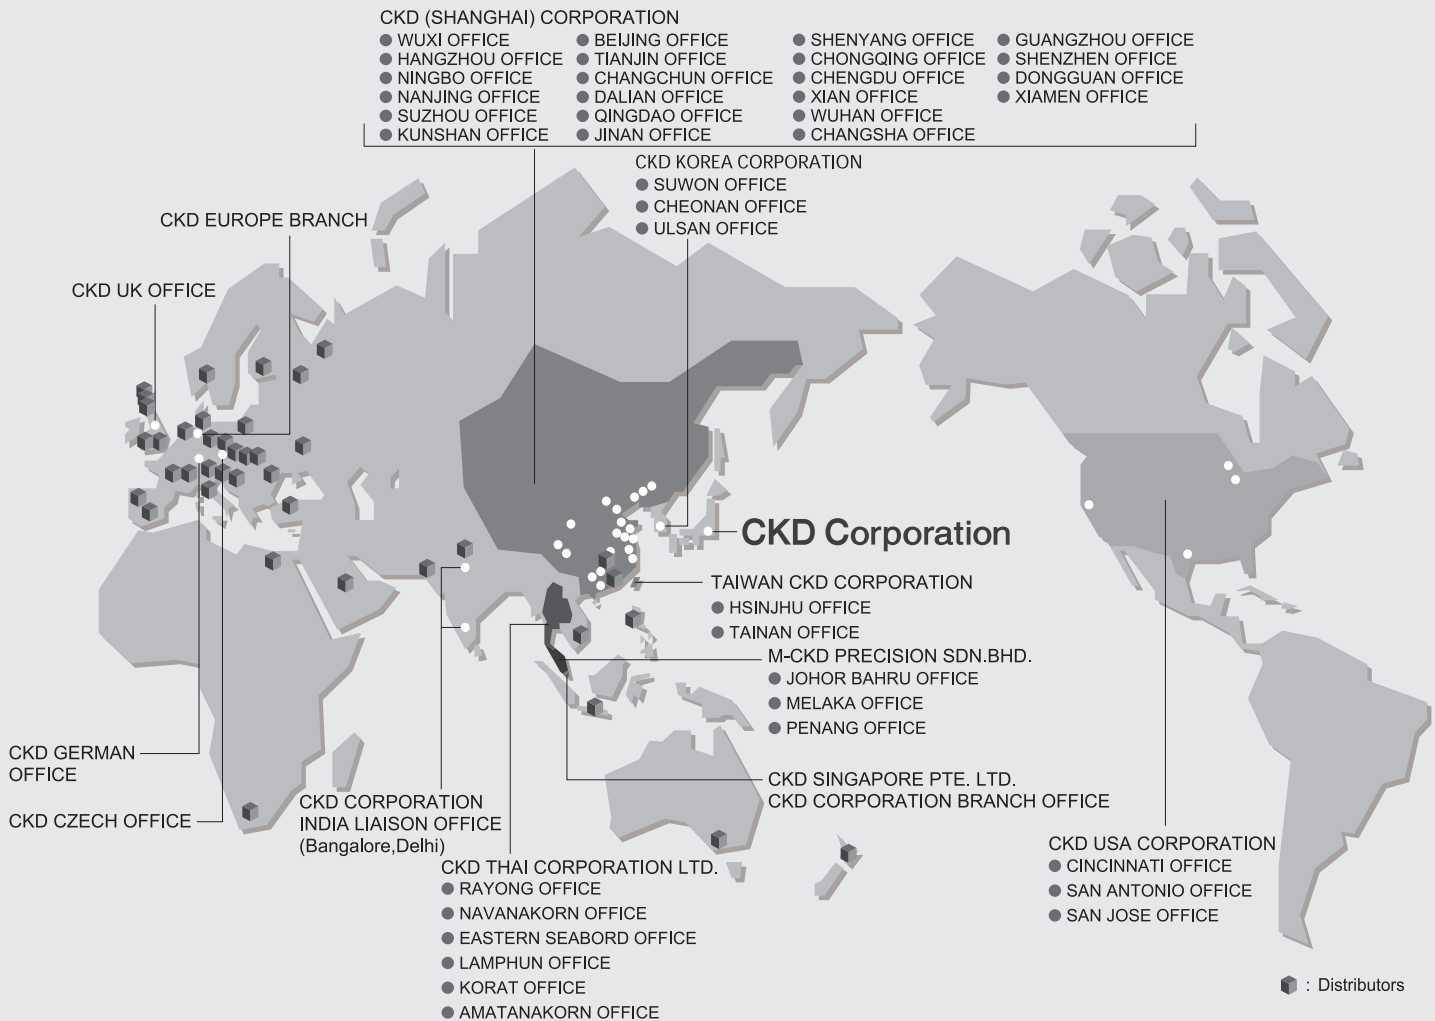 CKD (SHANGHAI) CORPORATION
WUXI OFFICE
HANGZHOU OFFICE
NINGBO OFFICE
NANJING OFFICE
SUZHOU OFFICE
KUNSHAN OFFICE
BEIJING OFFICE
TIANJIN OFFICE
CHANGCHUN OFFICE
DALIAN OFFICE
QINGDAO OFFICE
JINAN OFFICE
SHENYANG OFFICE
CHONGQING OFFICE
CHENGDU OFFICE
XIAN OFFICE
WUHAN OFFICE
CHANGSHA OFFICE
GUANGZHOU OFFICE
SHENZHEN OFFICE
DONGGUAN OFFICE
XIAMEN OFFICE
CKD KOREA CORPORATION
SUWON OFFICE
CHEONAN OFFICE
ULSAN OFFICE
CKD EUROPE BRANCH
CKD UK OFFICE
CKD Corporation
TAIWAN CKD CORPORATION
HSINJHU OFFICE
TAINAN OFFICE
M-CKD PRECISION SDN.BHD.
JOHOR BAHRU OFFICE
MELAKA OFFICE
PENANG OFFICE
CKD GERMAN
OFFICE
CKD CZECH OFFICE
CKD CORPORATION
INDIA LIAISON OFFICE
(Bangalore,Delhi)
CKD SINGAPORE PTE. LTD.
CKD CORPORATION BRANCH OFFICE
CKD THAI CORPORATION LTD.
RAYONG OFFICE
NAVANAKORN OFFICE
EASTERN SEABORD OFFICE
LAMPHUN OFFICE
KORAT OFFICE
AMATANAKORN OFFICE
CKD USA CORPORATION
CINCINNATI OFFICE
SAN ANTONIO OFFICE
SAN JOSE OFFICE
: Distributors